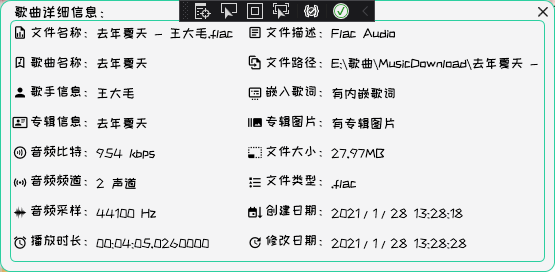 歌曲详细信息：
文件名称： 去年夏天 - 王大毛.flac 文件描述： Flac Audio
歌曲名称： 去年夏天 文件路径： E:\歌曲\MusicDownload\去年夏天 -
歌手信息： 王大毛 嵌入歌词： 有内嵌歌词
专辑信息： 去年夏天 专辑图片： 有专辑图片
音频比特： 954 kbps 文件大小： 27.97MB
音频频道： 2 声道 文件类型： .flac
音频采样： 44100 Hz 创建日期： 2021 / 1 / 28 13:28:18
播放时长： 00:04:05.0260000 修改日期： 2021 / 1 / 28 13:28:28